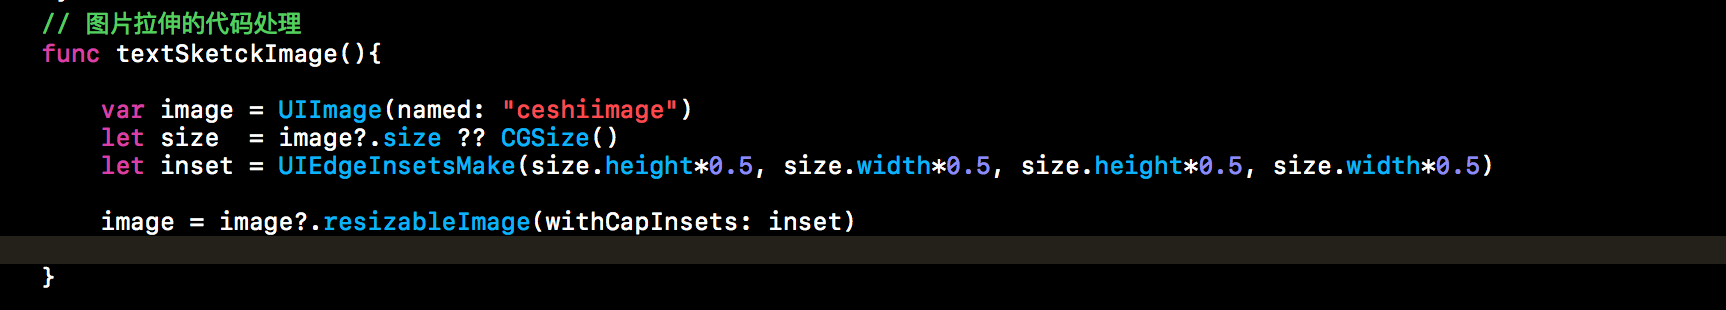 // 图片拉伸的代码处理
func textSketckImage(){
var image = UIImage(named: "ceshiimage")
let size  = image?.size ?? CGSize()
let inset = UIEdgeInsetsMake(size.height*0.5, size.width*0.5, size.height*0.5, size.width*0.5)
image = image?.resizableImage(withCapInsets: inset)
}